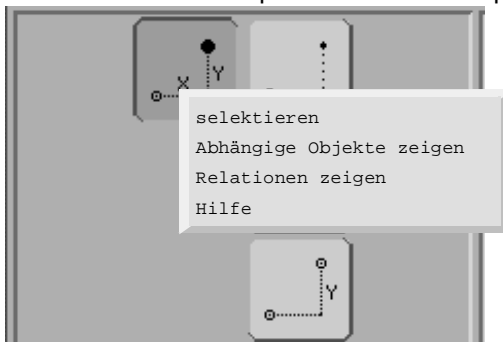 X Y
selektieren
Abhängige Objekte zeigen
Relationen zeigen
Hilfe
Y